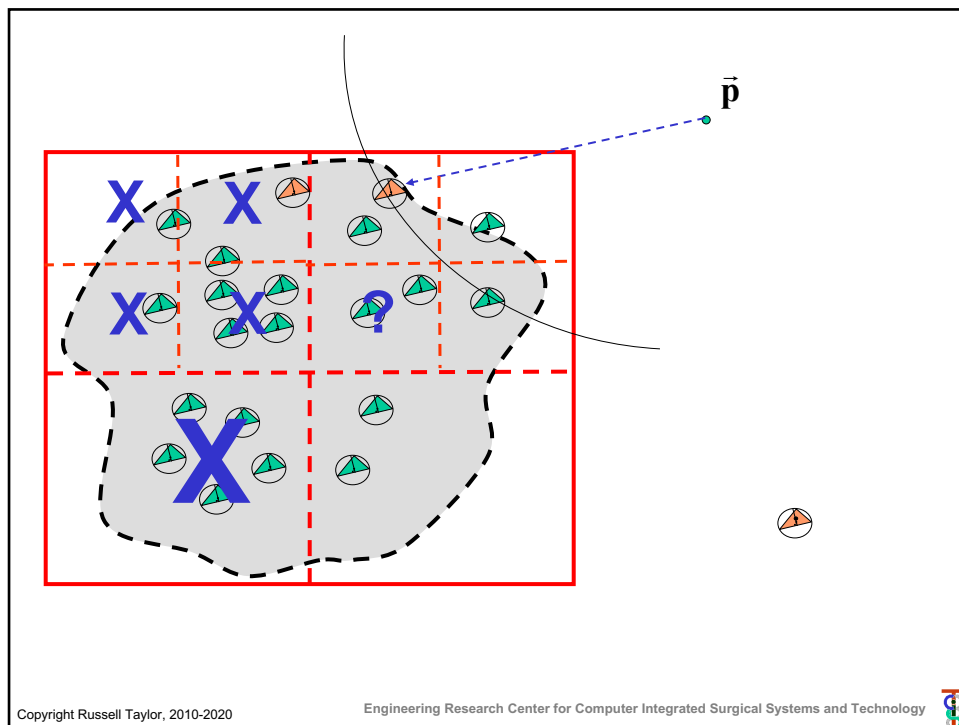 p
X X
X X ?
X
Copyright Russell Taylor, 2010-2020
Engineering Research Center for Computer Integrated Surgical Systems and Technology